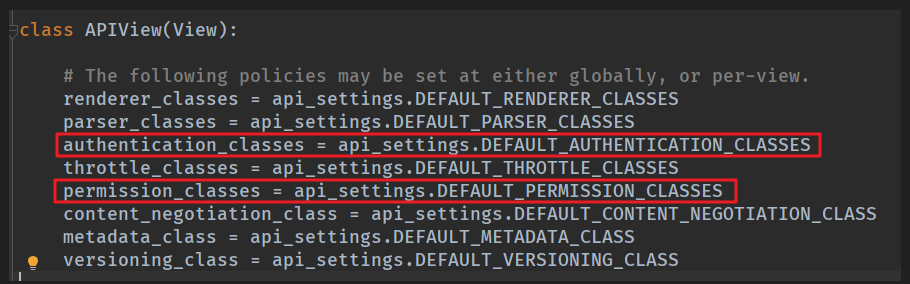 class APIView(View):
# The following policies may be set at either globally, or per-view.
renderer_classes = api_settings.DEFAULT_RENDERER_CLASSES
parser_classes = api_settings.DEFAULT_PARSER_CLASSES
authentication_classes = api_settings.DEFAULT_AUTHENTICATION_CLASSES
throttle_classes = api_settings.DEFAULT_THROTTLE_CLASSES
permission_classes = api_settings.DEFAULT_PERMISSION_CLASSES
content_negotiation_class = api_settings.DEFAULT_CONTENT_NEGOTIATION_CLASS
metadata_class = api_settings.DEFAULT_METADATA_CLASS
versioning_class = api_settings.DEFAULT_VERSIONING_CLASS